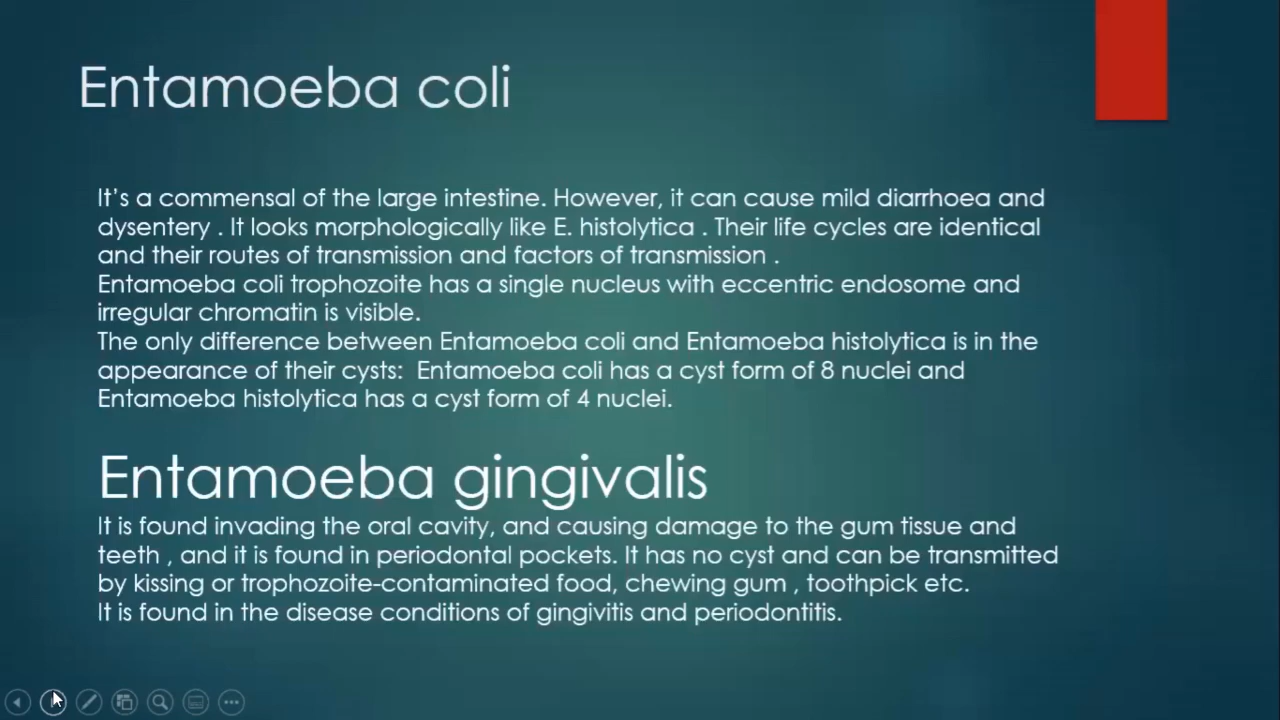 Entamoeba coli
It’s a commensal of the large intestine. However, it can cause mild diarrhoea and
dysentery . It looks morphologically like E. histolytica . Their life cycles are identical
and their routes of transmission and factors of transmission .
Entamoeba coli trophozoite has a single nucleus with eccentric endosome and
irregular chromatin is visible.
The only difference between Entamoeba coli and Entamoeba histolytica is in the
appearance of their cysts:  Entamoeba coli has a cyst form of 8 nuclei and
Entamoeba histolytica has a cyst form of 4 nuclei.
Entamoeba gingivalis
It is found invading the oral cavity, and causing damage to the gum tissue and
teeth , and it is found in periodontal pockets. It has no cyst and can be transmitted
by kissing or trophozoite-contaminated food, chewing gum , toothpick etc.
It is found in the disease conditions of gingivitis and periodontitis.